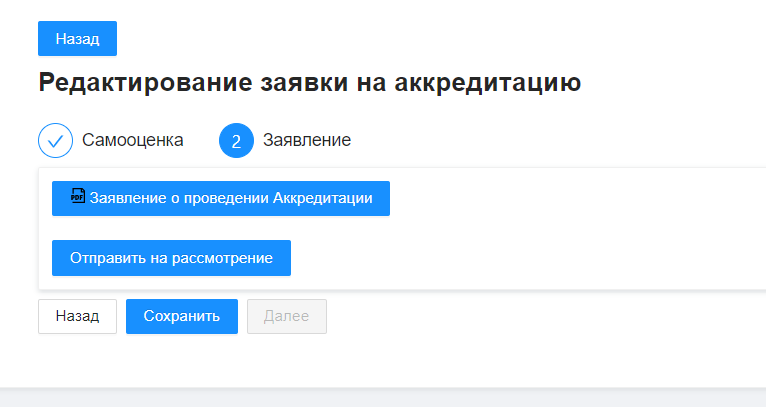 Назад
Редактирование заявки на аккредитацию
Самооценка 2 Заявление
PDF Заявление о проведении Аккредитации
Отправить на рассмотрение
Назад Сохранить Далее